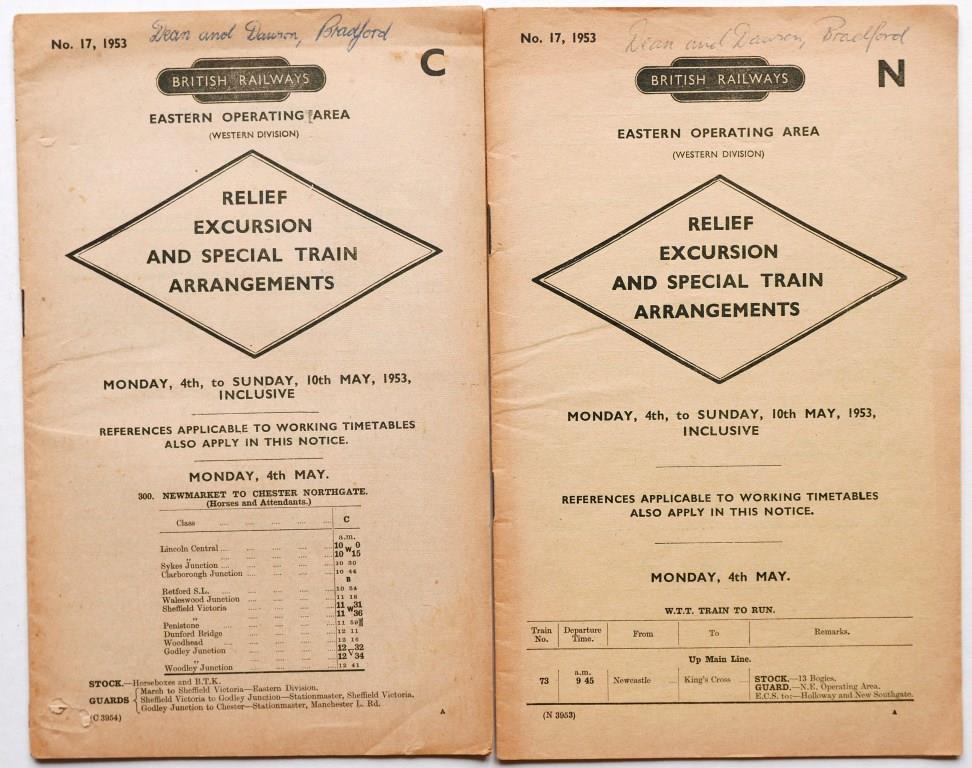 No. 17, 1953 Dean and Dawson, Bradford
C
BRITISH RAILWAYS
EASTERN OPERATING AREA
(WESTERN DIVISION)
RELIEF
EXCURSION
AND SPECIAL TRAIN
ARRANGEMENTS
MONDAY, 4th, to SUNDAY, 10th MAY, 1953,
INCLUSIVE
REFERENCES APPLICABLE TO WORKING TIMETABLES
ALSO APPLY IN THIS NOTICE.
MONDAY, 4th MAY.
300. NEWMARKET TO CHESTER NORTHGATE.
(Horses and Attendants.)
Class .... .... .... .... C
a.m.
Lincoln Central .... .... .... .... 10 W 0
„ .... .... .... .... 10 15
Sykes Junction .... .... .... .... 10 30
Clarborough Junction .... .... .... 10 44
B
Retford S.L. .... .... .... .... 10 54
Waleswood Junction .... .... .... 11 18
Sheffield Victoria .... .... .... 11 W 31
„ .... .... .... .... 11 36
Penistone .... .... .... .... 11 59
Dunford Bridge .... .... .... 12 11
Woodhead .... .... .... .... 12 16
Godley Junction .... .... .... 12 V 32
„ .... .... .... .... 12 34
Woodley Junction .... .... .... 12 41
STOCK.—Horseboxes and B.T.K.
GUARDS { March to Sheffield Victoria—Eastern Division.
Sheffield Victoria to Godley Junction—Stationmaster, Sheffield Victoria.
Godley Junction to Chester—Stationmaster, Manchester L. Rd.
(C 3954) A
No. 17, 1953 Dean and Dawson, Bradford
N
BRITISH RAILWAYS
EASTERN OPERATING AREA
(WESTERN DIVISION)
RELIEF
EXCURSION
AND SPECIAL TRAIN
ARRANGEMENTS
MONDAY, 4th, to SUNDAY, 10th MAY, 1953,
INCLUSIVE
REFERENCES APPLICABLE TO WORKING TIMETABLES
ALSO APPLY IN THIS NOTICE.
MONDAY, 4th MAY.
W.T.T. TRAIN TO RUN.
Train No. Departure Time. From To Remarks.
Up Main Line.
a.m.
73 9 45 Newcastle .... King's Cross .... STOCK.—13 Bogies.
GUARD.—N.E. Operating Area.
E.C.S. to:—Holloway and New Southgate.
(N 3953) A